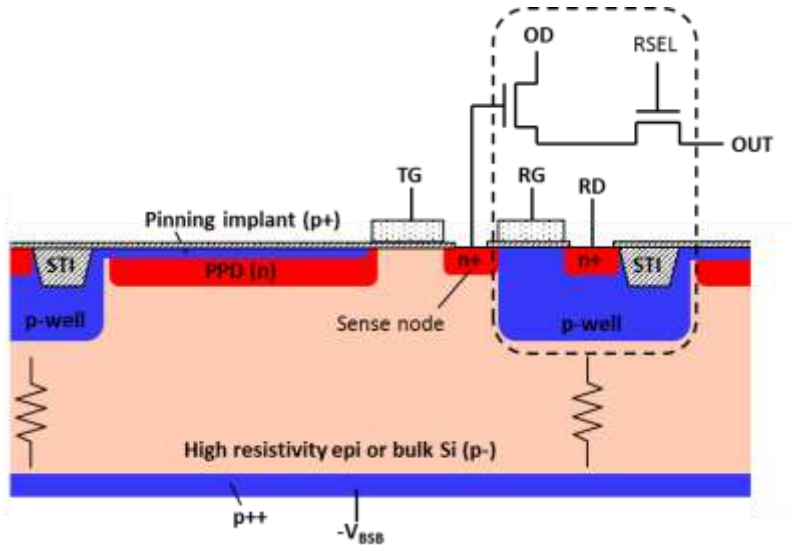 OD
RSEL
OUT
TG
RG
RD
Pinning implant (p+)
STI
PPD (n)
n+
n+
STI
Sense node
p-well
p-well
High resistivity epi or bulk Si (p-)
p++
-VBSB